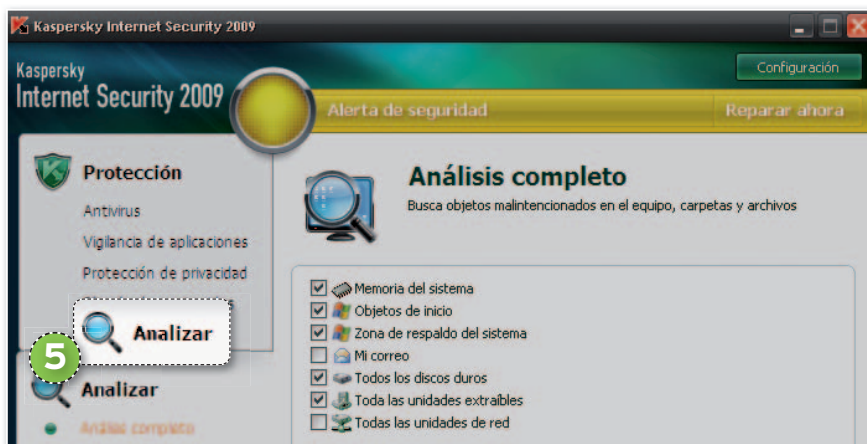 Kaspersky Internet Security 2009
Kaspersky
Internet Security 2009
Configuración
Alerta de seguridad
Reparar ahora
Protección
Antivirus
Vigilancia de aplicaciones
Protección de privacidad
Analizar
5
Analizar
Análisis completo
Análisis completo
Busca objetos malintencionados en el equipo, carpetas y archivos
Memoria del sistema
Objetos de inicio
Zona de respaldo del sistema
Mi correo
Todos los discos duros
Toda las unidades extraíbles
Todas las unidades de red